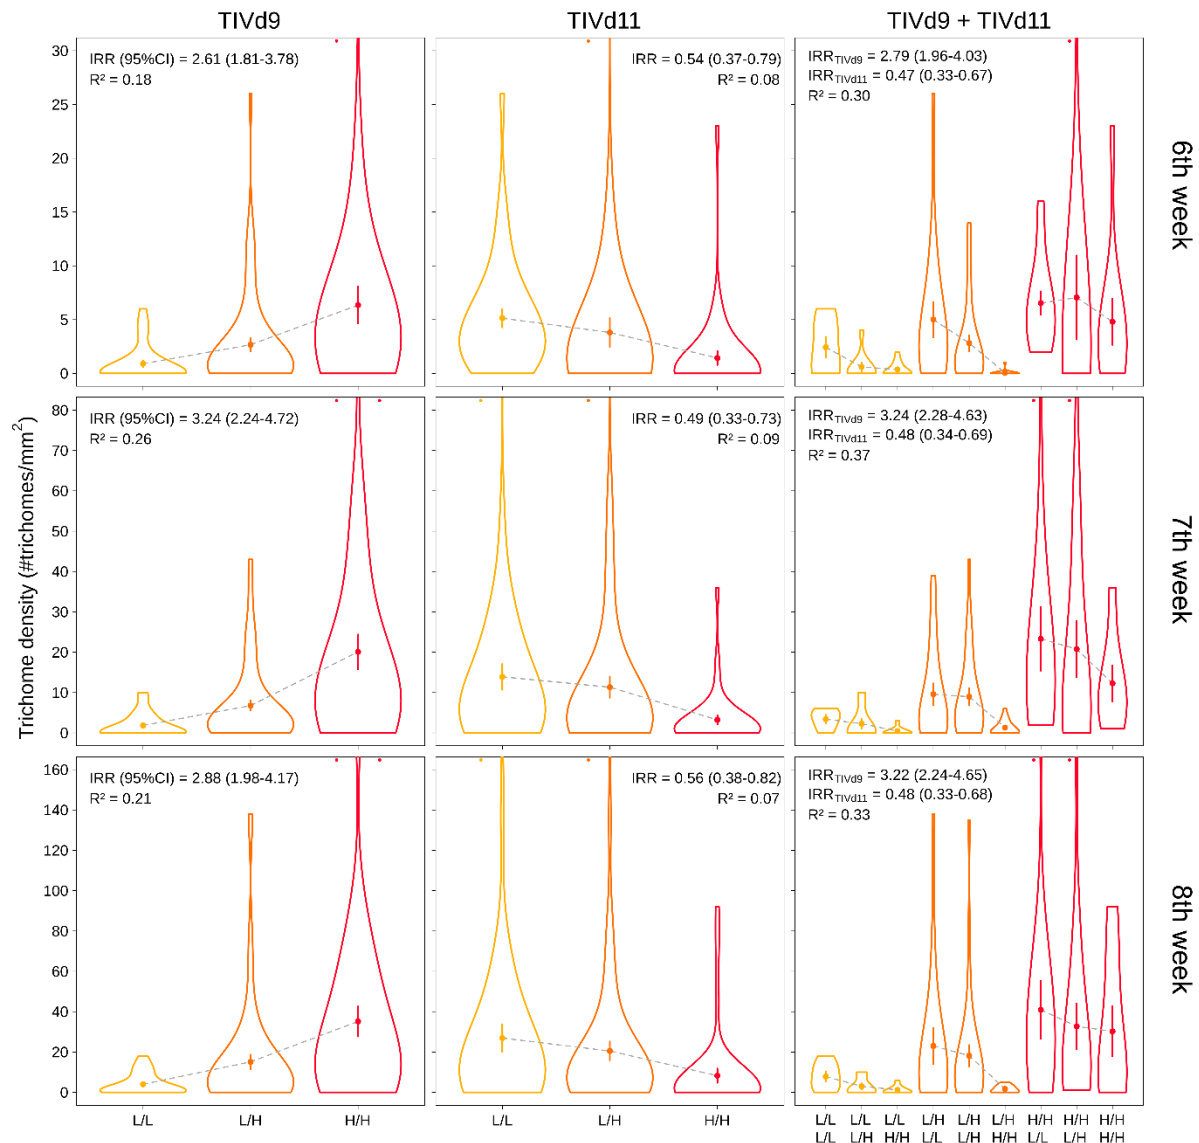 TIVd9
TIVd11
TIVd9 + TIVd11
Trichome density (#trichomes/mm²)
30
25
20
15
10
5
0
IRR (95%CI) = 2.61 (1.81-3.78)
R² = 0.18
IRR = 0.54 (0.37-0.79)
R² = 0.08
IRR_TIVd9 = 2.79 (1.96-4.03)
IRR_TIVd11 = 0.47 (0.33-0.67)
R² = 0.30
6th week
80
70
60
50
40
30
20
10
0
IRR (95%CI) = 3.24 (2.24-4.72)
R² = 0.26
IRR = 0.49 (0.33-0.73)
R² = 0.09
IRR_TIVd9 = 3.24 (2.28-4.63)
IRR_TIVd11 = 0.48 (0.34-0.69)
R² = 0.37
7th week
160
140
120
100
80
60
40
20
0
IRR (95%CI) = 2.88 (1.98-4.17)
R² = 0.21
IRR = 0.56 (0.38-0.82)
R² = 0.07
IRR_TIVd9 = 3.22 (2.24-4.65)
IRR_TIVd11 = 0.48 (0.33-0.68)
R² = 0.33
8th week
L/L L/H H/H
L/L L/H H/H
L/L L/L L/L L/H L/H L/H H/H H/H H/H
L/L L/H H/H L/L L/H H/H L/L L/H H/H